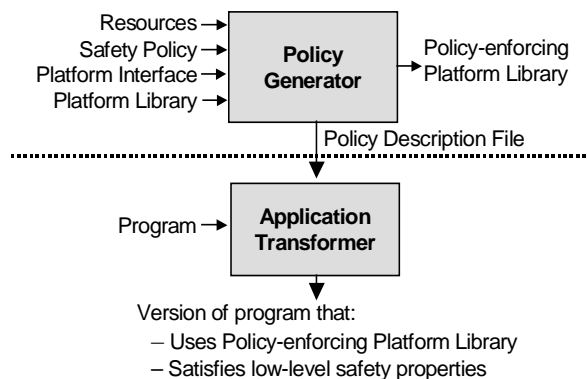 Resources
Safety Policy
Platform Interface
Platform Library
Policy
Generator
Policy-enforcing
Platform Library
Policy Description File
Program
Application
Transformer
Version of program that:
– Uses Policy-enforcing Platform Library
– Satisfies low-level safety properties